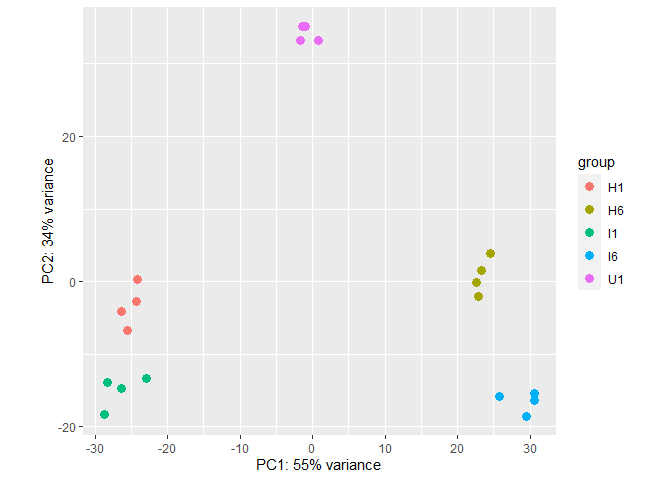 20
0
-20
PC2: 34% variance
-30
-20
-10
0
10
20
30
PC1: 55% variance
group
H1
H6
I1
I6
U1